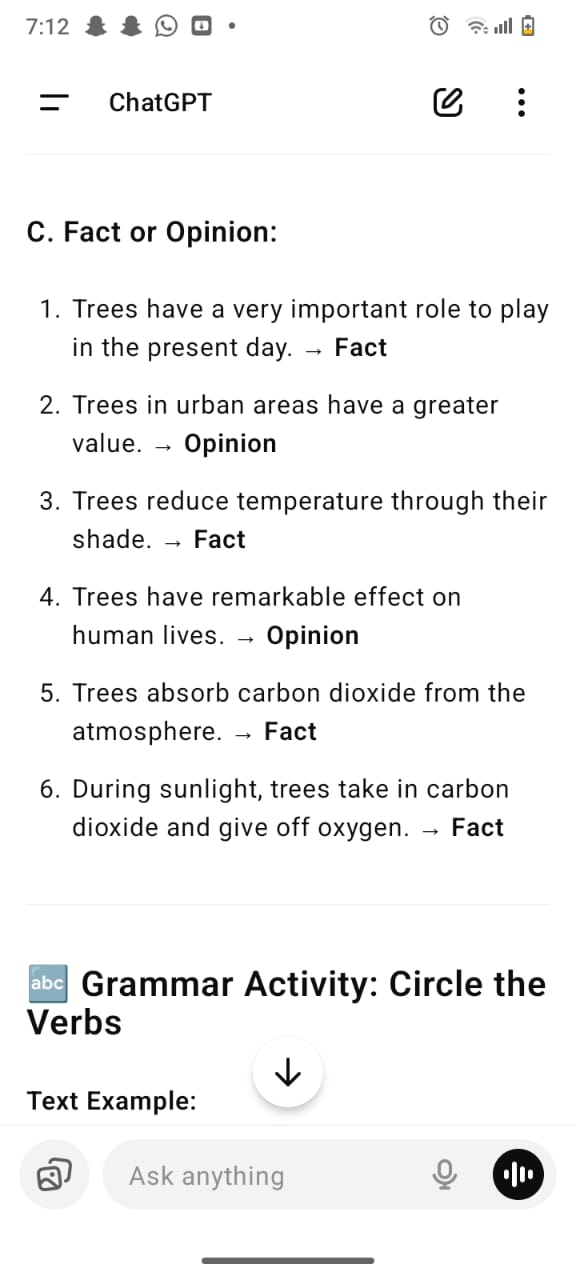 7:12
ChatGPT
C. Fact or Opinion:
1. Trees have a very important role to play
in the present day. → Fact
2. Trees in urban areas have a greater
value. → Opinion
3. Trees reduce temperature through their
shade. → Fact
4. Trees have remarkable effect on
human lives. → Opinion
5. Trees absorb carbon dioxide from the
atmosphere. → Fact
6. During sunlight, trees take in carbon
dioxide and give off oxygen. → Fact
abc Grammar Activity: Circle the
Verbs
Text Example:
Ask anything